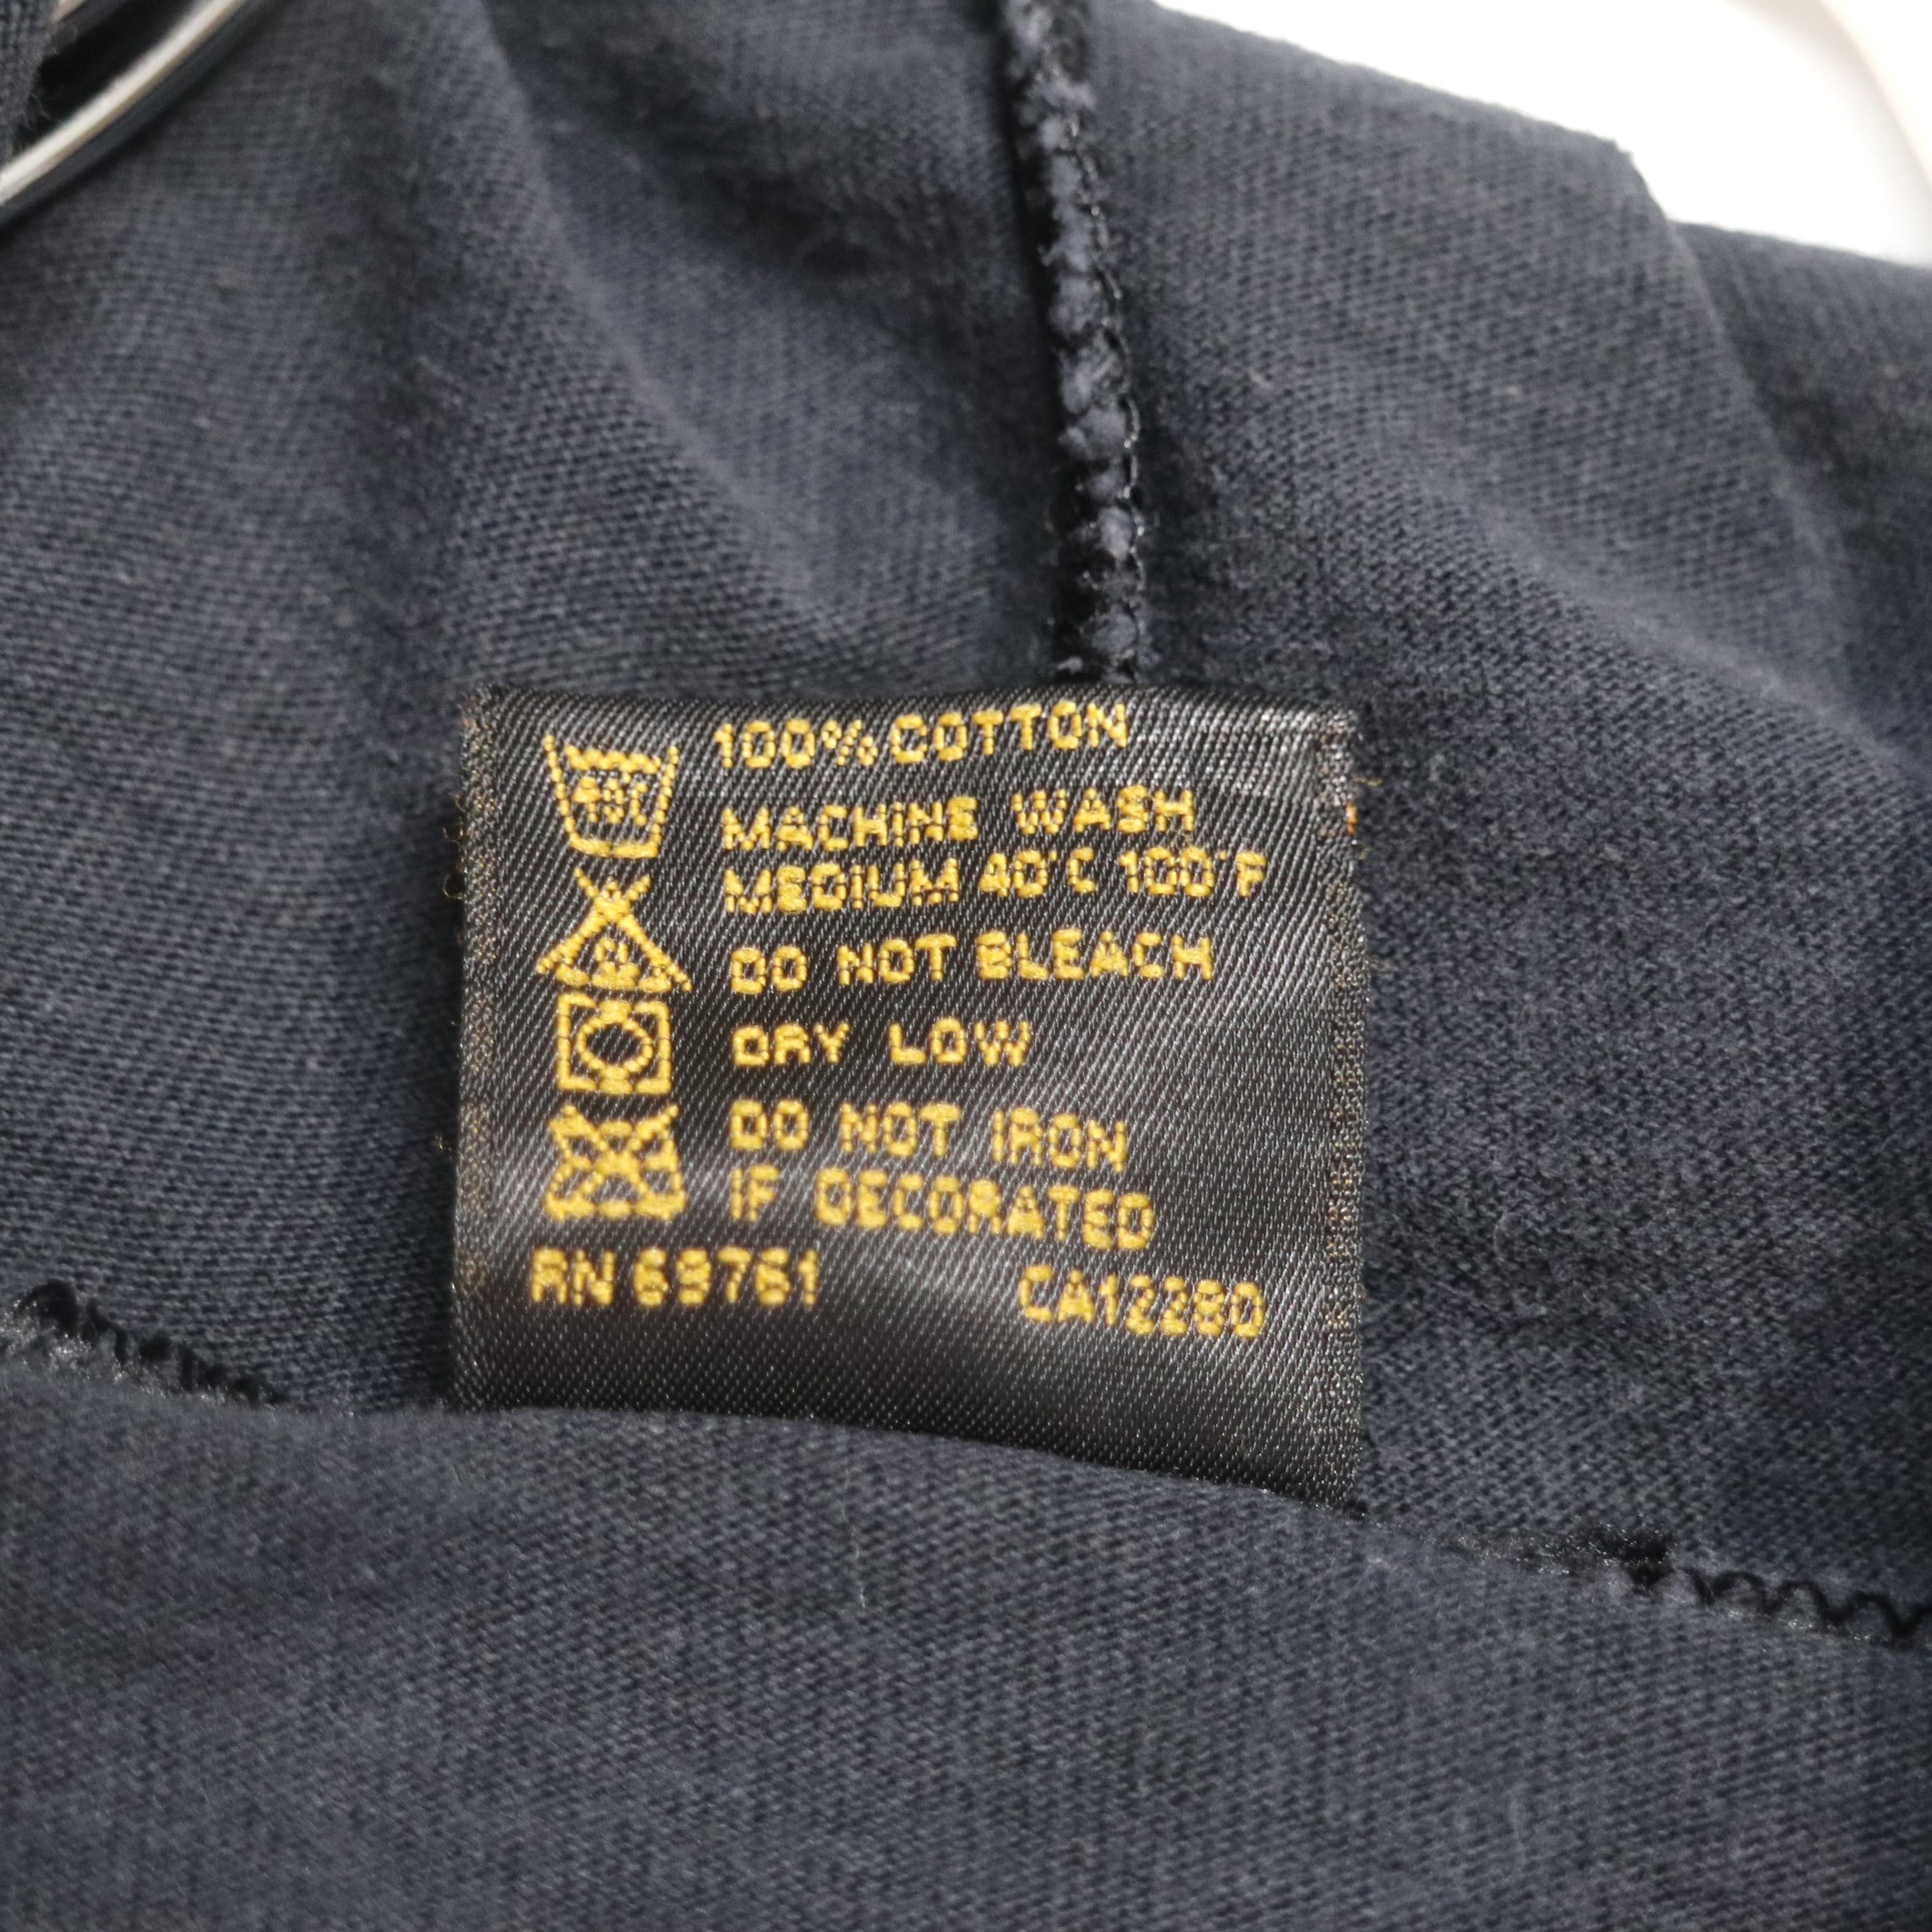 100% COTTON
40C
MACHINE WASH
MEDIUM 40°C 100°F
DO NOT BLEACH
DRY LOW
DO NOT IRON
IF DECORATED
RN 69761 CA12280